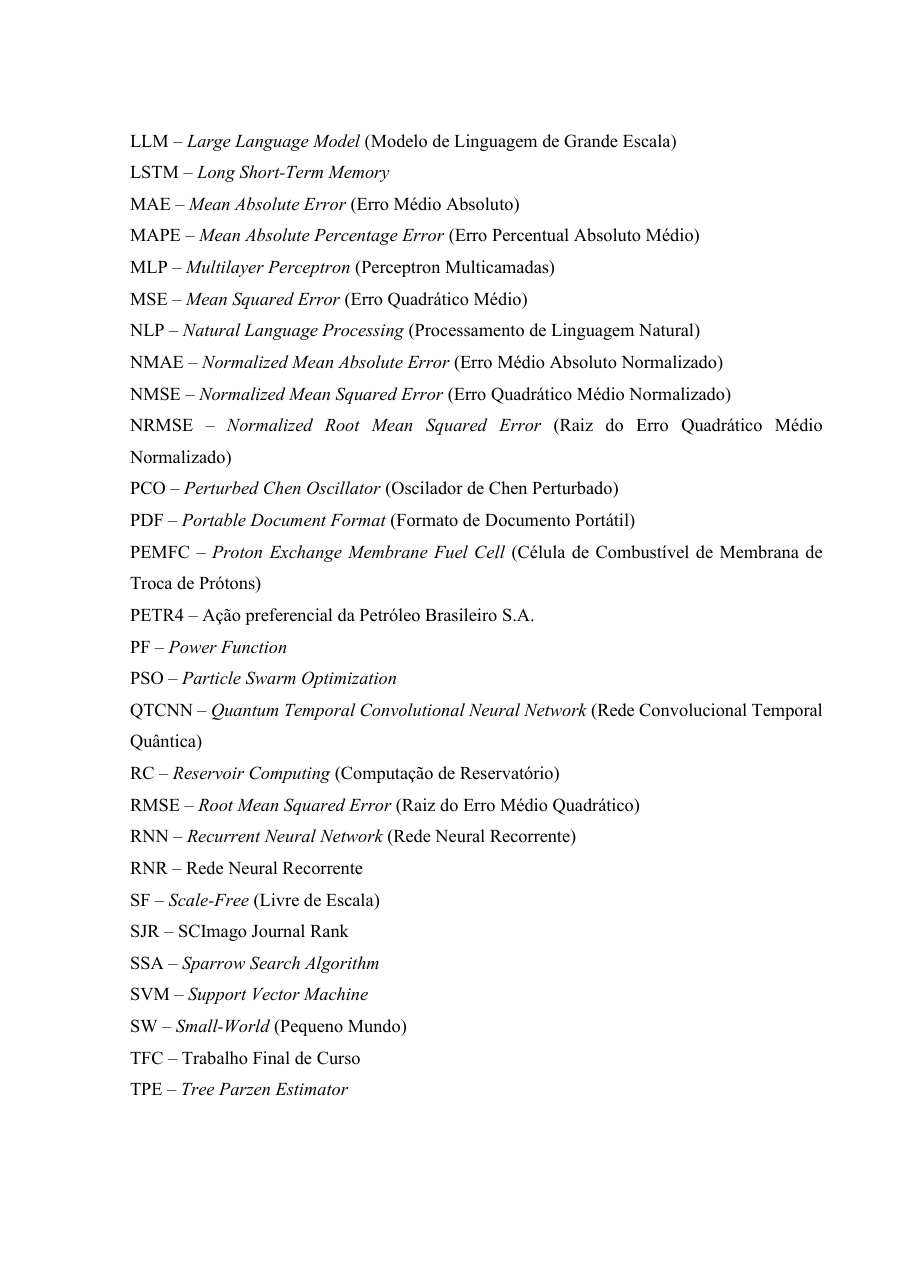 LLM – Large Language Model (Modelo de Linguagem de Grande Escala)
LSTM – Long Short-Term Memory
MAE – Mean Absolute Error (Erro Médio Absoluto)
MAPE – Mean Absolute Percentage Error (Erro Percentual Absoluto Médio)
MLP – Multilayer Perceptron (Perceptron Multicamadas)
MSE – Mean Squared Error (Erro Quadrático Médio)
NLP – Natural Language Processing (Processamento de Linguagem Natural)
NMAE – Normalized Mean Absolute Error (Erro Médio Absoluto Normalizado)
NMSE – Normalized Mean Squared Error (Erro Quadrático Médio Normalizado)
NRMSE – Normalized Root Mean Squared Error (Raiz do Erro Quadrático Médio
Normalizado)
PCO – Perturbed Chen Oscillator (Oscilador de Chen Perturbado)
PDF – Portable Document Format (Formato de Documento Portátil)
PEMFC – Proton Exchange Membrane Fuel Cell (Célula de Combustível de Membrana de
Troca de Prótons)
PETR4 – Ação preferencial da Petróleo Brasileiro S.A.
PF – Power Function
PSO – Particle Swarm Optimization
QTCNN – Quantum Temporal Convolutional Neural Network (Rede Convolucional Temporal
Quântica)
RC – Reservoir Computing (Computação de Reservatório)
RMSE – Root Mean Squared Error (Raiz do Erro Médio Quadrático)
RNN – Recurrent Neural Network (Rede Neural Recorrente)
RNR – Rede Neural Recorrente
SF – Scale-Free (Livre de Escala)
SJR – SCImago Journal Rank
SSA – Sparrow Search Algorithm
SVM – Support Vector Machine
SW – Small-World (Pequeno Mundo)
TFC – Trabalho Final de Curso
TPE – Tree Parzen Estimator